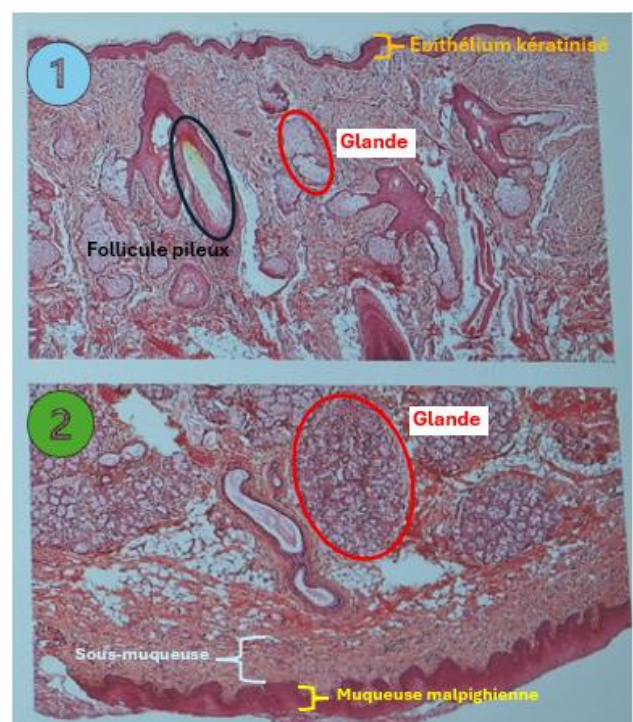 Epithélium kératinisé
1
Glande
Follicule pileux
2
Glande
Sous-muqueuse
Muqueuse malpighienne